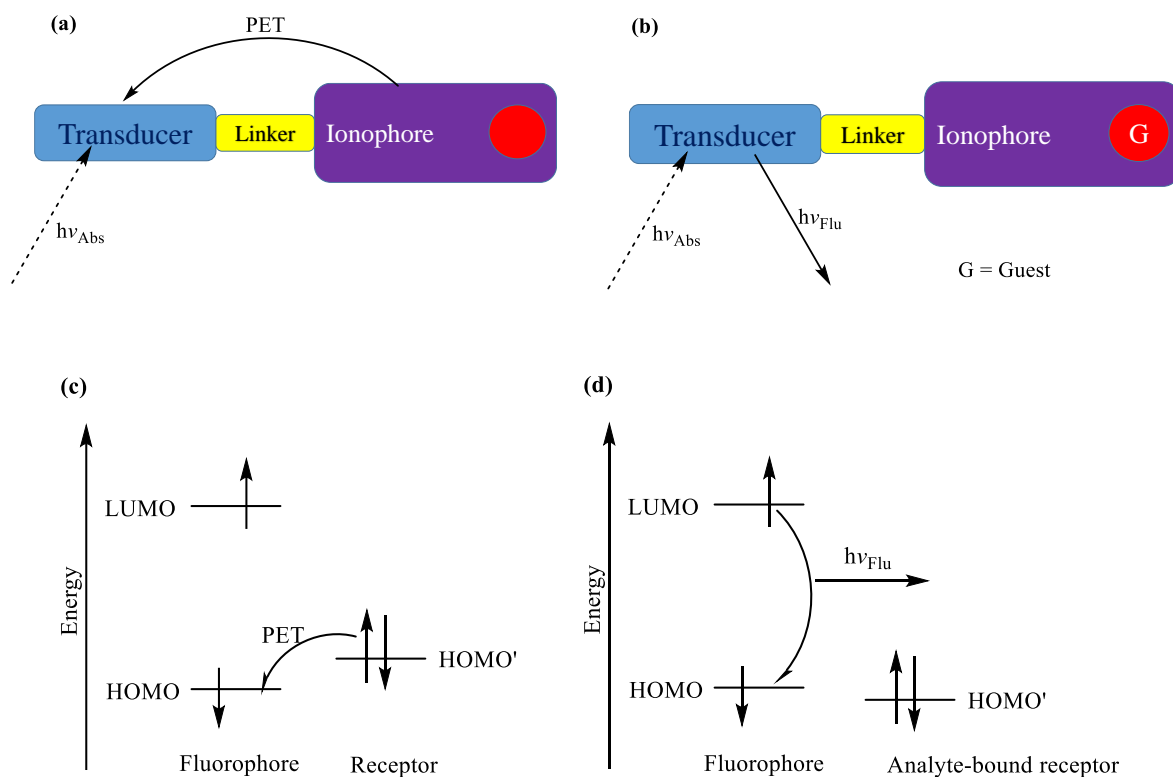 (a)
PET
Transducer
Linker
Ionophore
hνAbs
(b)
Transducer
Linker
Ionophore
G
hνAbs
hνFlu
G = Guest
(c)
Energy
LUMO
PET
HOMO
HOMO'
Fluorophore
Receptor
(d)
Energy
LUMO
hνFlu
HOMO
HOMO'
Fluorophore
Analyte-bound receptor